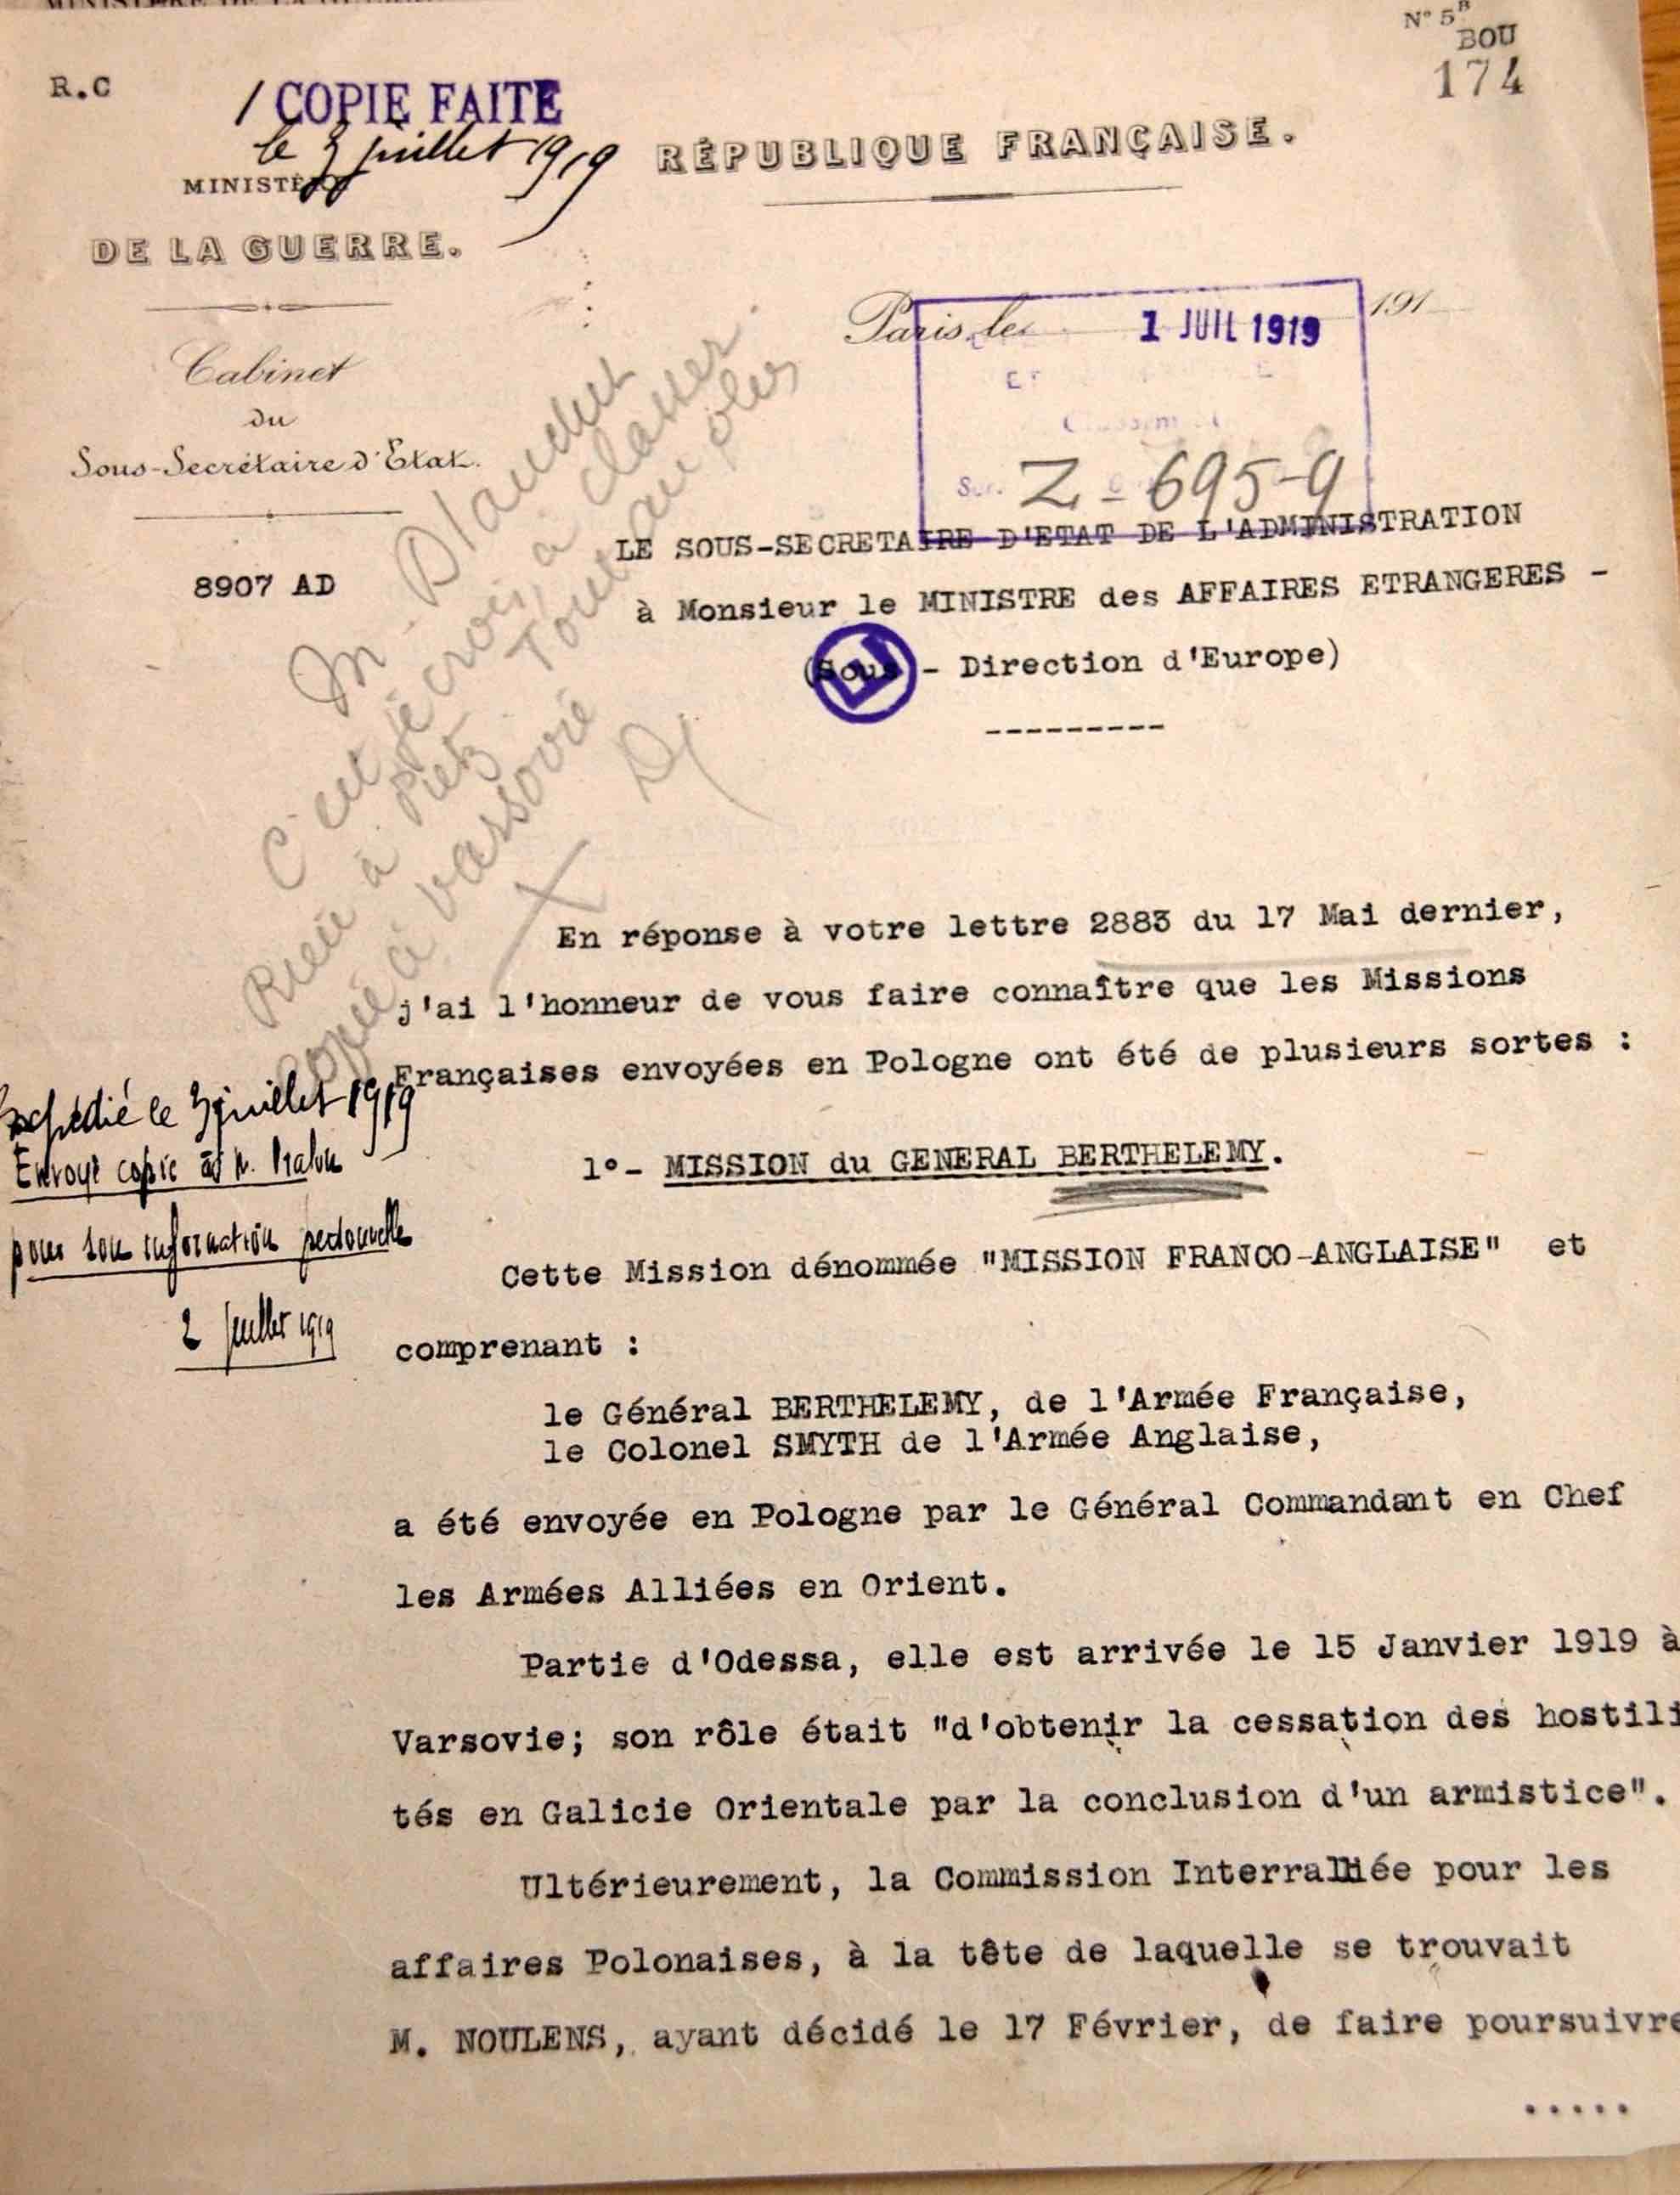 N° 5B
BOU
174
R.C
/ COPIE FAITE
le 3 juillet 1919
RÉPUBLIQUE FRANÇAISE.
MINISTÈRE
DE LA GUERRE.
Paris, le 191
1 JUIL 1919
Cabinet
du
Sous-Secrétaire d'Etat.
Z - 695-9
8907 AD
LE SOUS-SECRETAIRE D'ETAT DE L'ADMINISTRATION
à Monsieur le MINISTRE des AFFAIRES ETRANGERES -
(Sous - Direction d'Europe)
E
---------
M.
C'est je crois, à classer.
Rien à
Copie à Varsovie
En réponse à votre lettre 2883 du 17 Mai dernier,
j'ai l'honneur de vous faire connaître que les Missions
Françaises envoyées en Pologne ont été de plusieurs sortes :
Expédié le 3 juillet 1919
Envoyé copie à M.
pour son information personnelle
2 juillet 1919
1°- MISSION du GENERAL BERTHELEMY.
Cette Mission dénommée "MISSION FRANCO-ANGLAISE" et
comprenant :
le Général BERTHELEMY, de l'Armée Française,
le Colonel SMYTH de l'Armée Anglaise,
a été envoyée en Pologne par le Général Commandant en Chef
les Armées Alliées en Orient.
Partie d'Odessa, elle est arrivée le 15 Janvier 1919 à
Varsovie; son rôle était "d'obtenir la cessation des hostili
tés en Galicie Orientale par la conclusion d'un armistice".
Ultérieurement, la Commission Interralliée pour les
affaires Polonaises, à la tête de laquelle se trouvait
M. NOULENS, ayant décidé le 17 Février, de faire poursuivre
.....